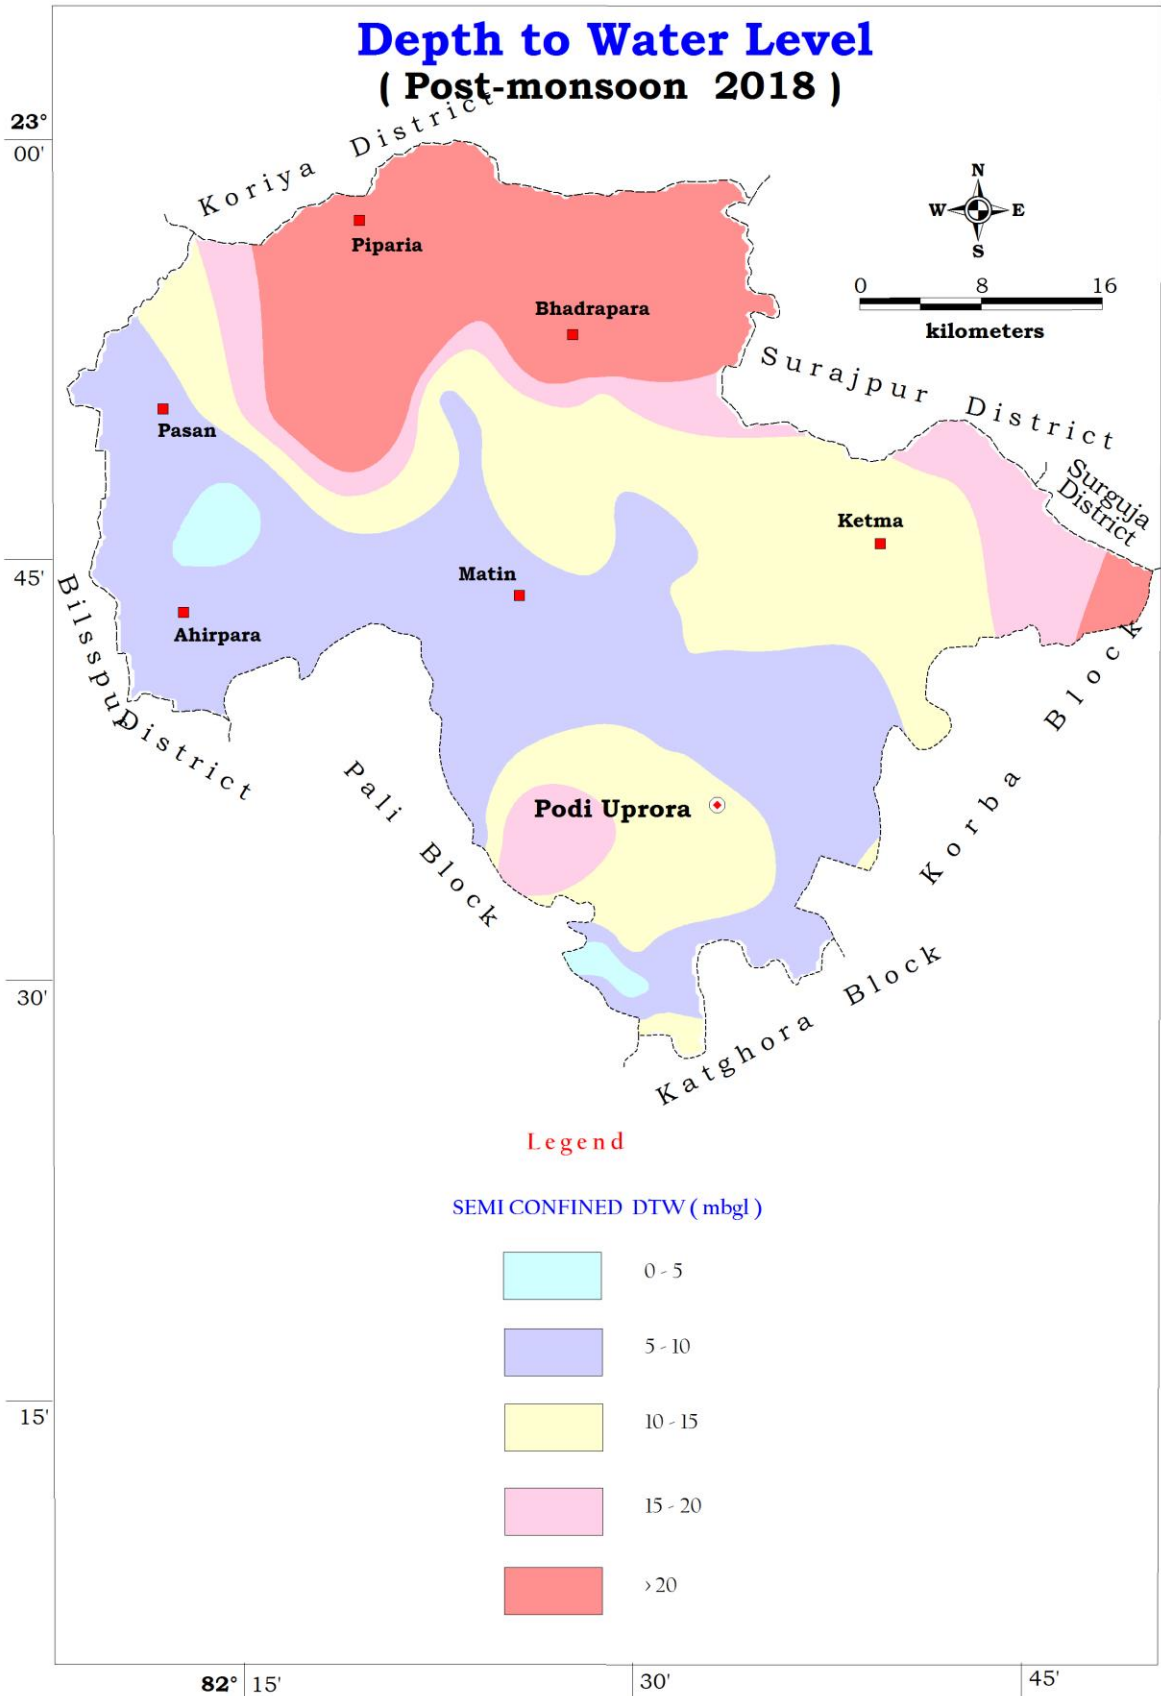 Depth to Water Level
( Post-monsoon 2018 )
23°
00'
Koriya District
N
W E
S
Piparia
0 8 16
kilometers
Bhadrapara
Surajpur District
Pasan
Surguja
District
Ketma
45'
Matin
Ahirpara
Bilsspur
District
Korba Block
Pali Block
Podi Uprora
30'
Katghora Block
Legend
SEMI CONFINED DTW ( mbgl )
0 - 5
5 - 10
10 - 15
15 - 20
> 20
15'
82° 15' 30' 45'